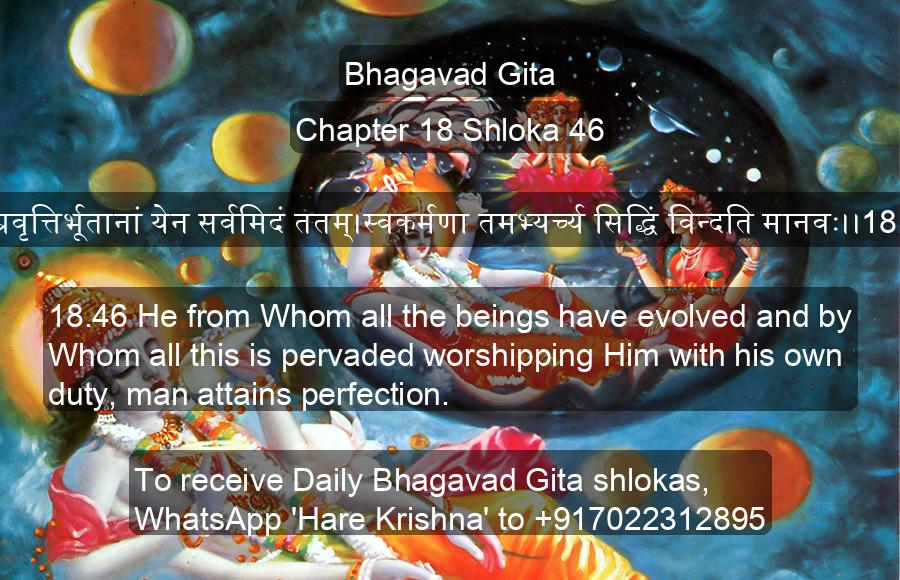 Bhagavad Gita
Chapter 18 Shloka 46
प्रवृत्तिर्भूतानां येन सर्वमिदं ततम्।स्वकर्मणा तमभ्यर्च्य सिद्धिं विन्दति मानवः।।18
18.46 He from Whom all the beings have evolved and by
Whom all this is pervaded worshipping Him with his own
duty, man attains perfection.
To receive Daily Bhagavad Gita shlokas,
WhatsApp 'Hare Krishna' to +917022312895